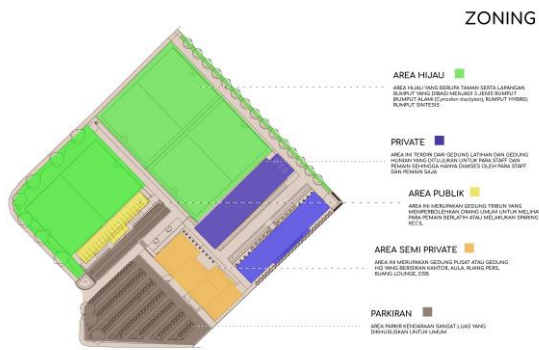 ZONING
AREA HIJAU
AREA HIJAU YANG BERUPA TAMAN SERTA LAPANGAN
RUMPUT YANG DIBAGI MENJADI 3 JENIS RUMPUT
(RUMPUT ALAMI (Cynodon dactylon), RUMPUT HYBRID,
RUMPUT SINTESIS
PRIVATE
AREA INI TERDIRI DARI GEDUNG LATIHAN DAN GEDUNG
HUNIAN YANG DITUJUKAN UNTUK PARA STAFF DAN
PEMAIN SEHINGGA HANYA DIAKSES OLEH PARA STAFF
DAN PEMAIN SAJA
AREA PUBLIK
AREA INI MERUPAKAN GEDUNG TRIBUN YANG
MEMPERBOLEHKAN ORANG UMUM UNTUK MELIHAT
PARA PEMAIN BERLATIH ATAU MELAKUKAN SPARING
KECIL
AREA SEMI PRIVATE
AREA INI MERUPAKAN GEDUNG PUSAT ATAU GEDUNG
HQ YANG BERISIKAN KANTOR, AULA, RUANG PERS,
RUANG LOUNGE, DSB.
PARKIRAN
AREA PARKIR KENDARAAN SANGAT LUAS YANG
DIKHUSUSKAN UNTUK UMUM